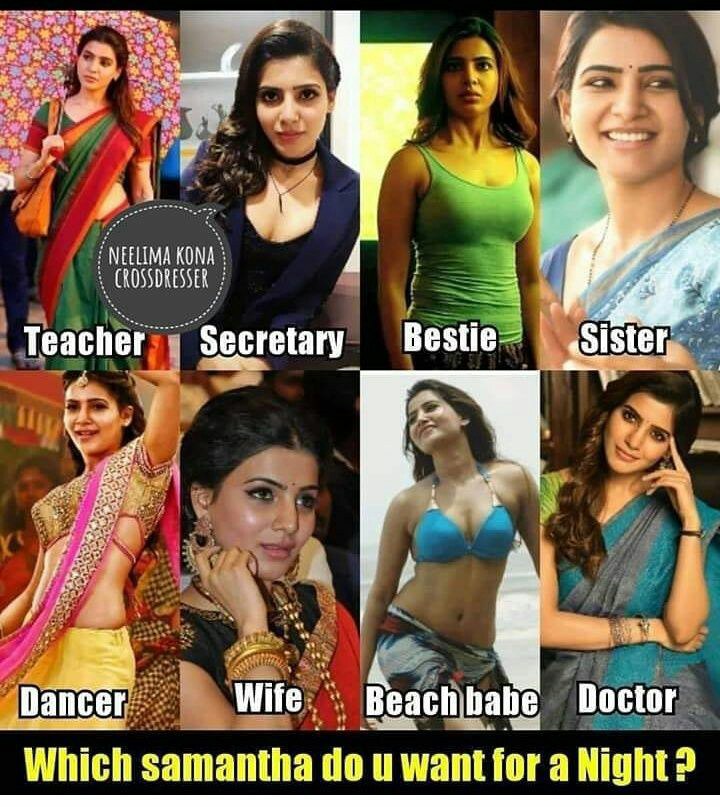 NEELIMA KONA
CROSSDRESSER
Teacher
Secretary
Bestie
Sister
Dancer
Wife
Beach babe
Doctor
Which samantha do u want for a Night ?